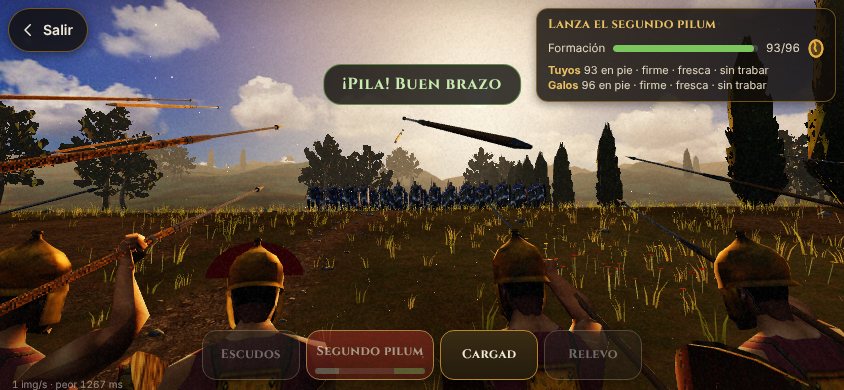 Salir
LANZA EL SEGUNDO PILUM
Formación 93/96
Tuyos 93 en pie · firme · fresca · sin trabar
Galos 96 en pie · firme · fresca · sin trabar
¡PILA! BUEN BRAZO
ESCUDOS
SEGUNDO PILUM
CARGAD
RELEVO
1 img/s · peor 1267 ms